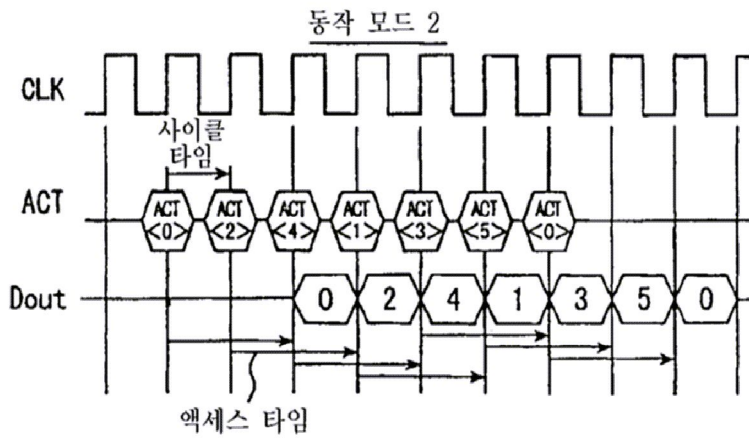 동작 모드 2
CLK
사이클
타임
ACT
ACT
<0>
ACT
<2>
ACT
<4>
ACT
<1>
ACT
<3>
ACT
<5>
ACT
<0>
Dout
0 2 4 1 3 5 0
액세스 타임